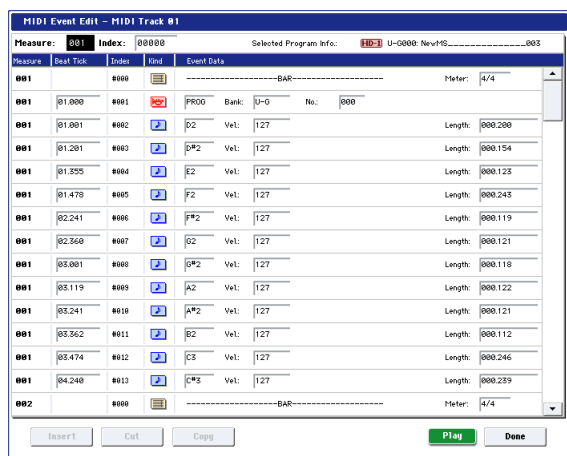 MIDI Event Edit – MIDI Track 01
Measure: 001 Index: 00000 Selected Program Info.: HD-1 U-G000: NewMS_______________003
Measure Beat Tick Index Kind Event Data
001 #000 --------------------BAR-------------------- Meter: 4/4
001 01.000 #001 PROG Bank: U-G No.: 000
001 01.001 #002 D2 Vel: 127 Length: 000.200
001 01.201 #003 D#2 Vel: 127 Length: 000.154
001 01.355 #004 E2 Vel: 127 Length: 000.123
001 01.478 #005 F2 Vel: 127 Length: 000.243
001 02.241 #006 F#2 Vel: 127 Length: 000.119
001 02.360 #007 G2 Vel: 127 Length: 000.121
001 03.001 #008 G#2 Vel: 127 Length: 000.118
001 03.119 #009 A2 Vel: 127 Length: 000.122
001 03.241 #010 A#2 Vel: 127 Length: 000.121
001 03.362 #011 B2 Vel: 127 Length: 000.112
001 03.474 #012 C3 Vel: 127 Length: 000.246
001 04.240 #013 C#3 Vel: 127 Length: 000.239
002 #000 --------------------BAR-------------------- Meter: 4/4
Insert Cut Copy Play Done